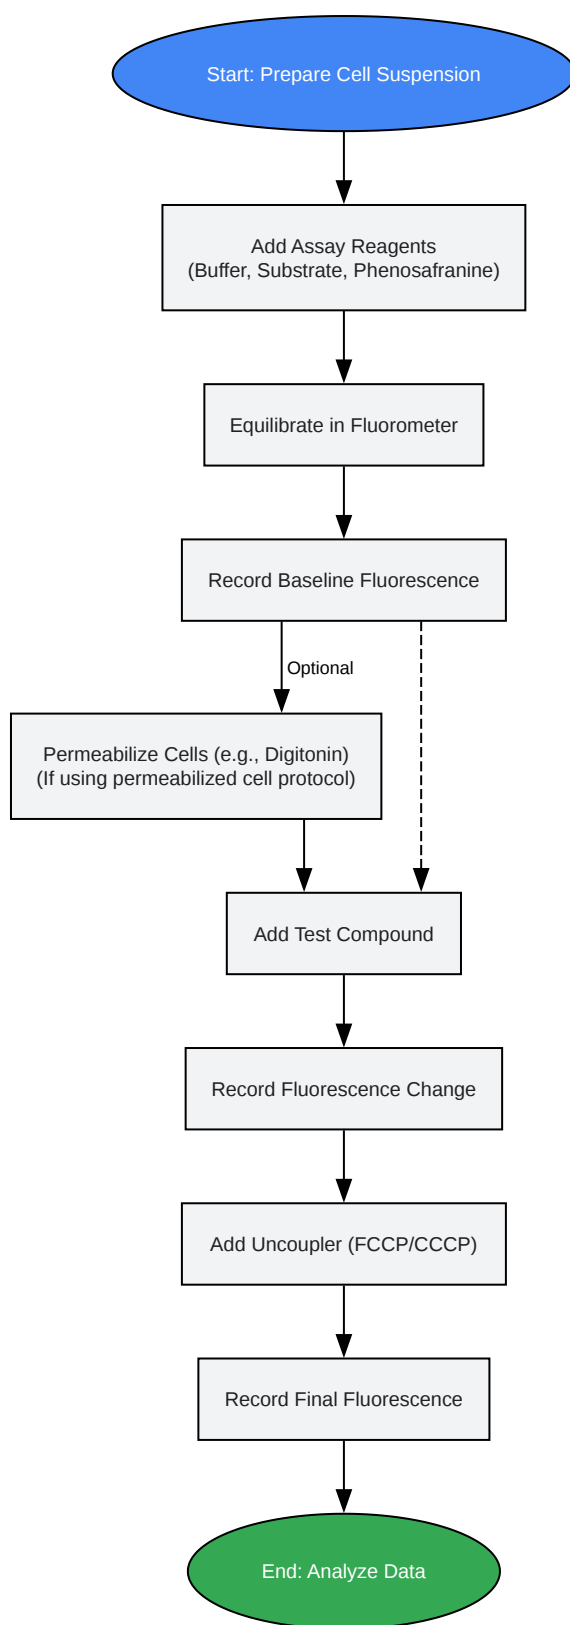 Start: Prepare Cell Suspension
Add Assay Reagents
(Buffer, Substrate, Phenosafranine)
Equilibrate in Fluorometer
Record Baseline Fluorescence
Optional
Permeabilize Cells (e.g., Digitonin)
(If using permeabilized cell protocol)
Add Test Compound
Record Fluorescence Change
Add Uncoupler (FCCP/CCCP)
Record Final Fluorescence
End: Analyze Data